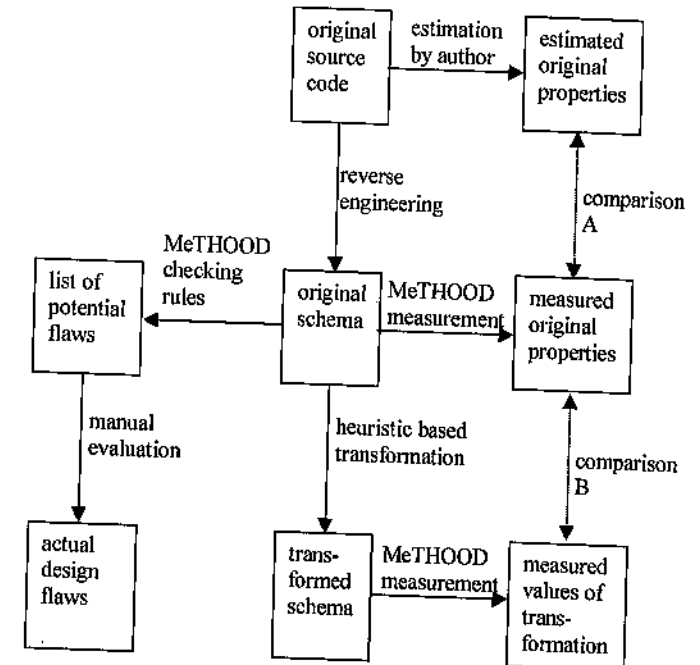 original
source
code
estimation
by author
estimated
original
properties
reverse
engineering
comparison
A
MeTHOOD
checking
rules
list of
potential
flaws
original
schema
MeTHOOD
measurement
measured
original
properties
manual
evaluation
heuristic based
transformation
comparison
B
actual
design
flaws
trans-
formed
schema
MeTHOOD
measurement
measured
values of
trans-
formation